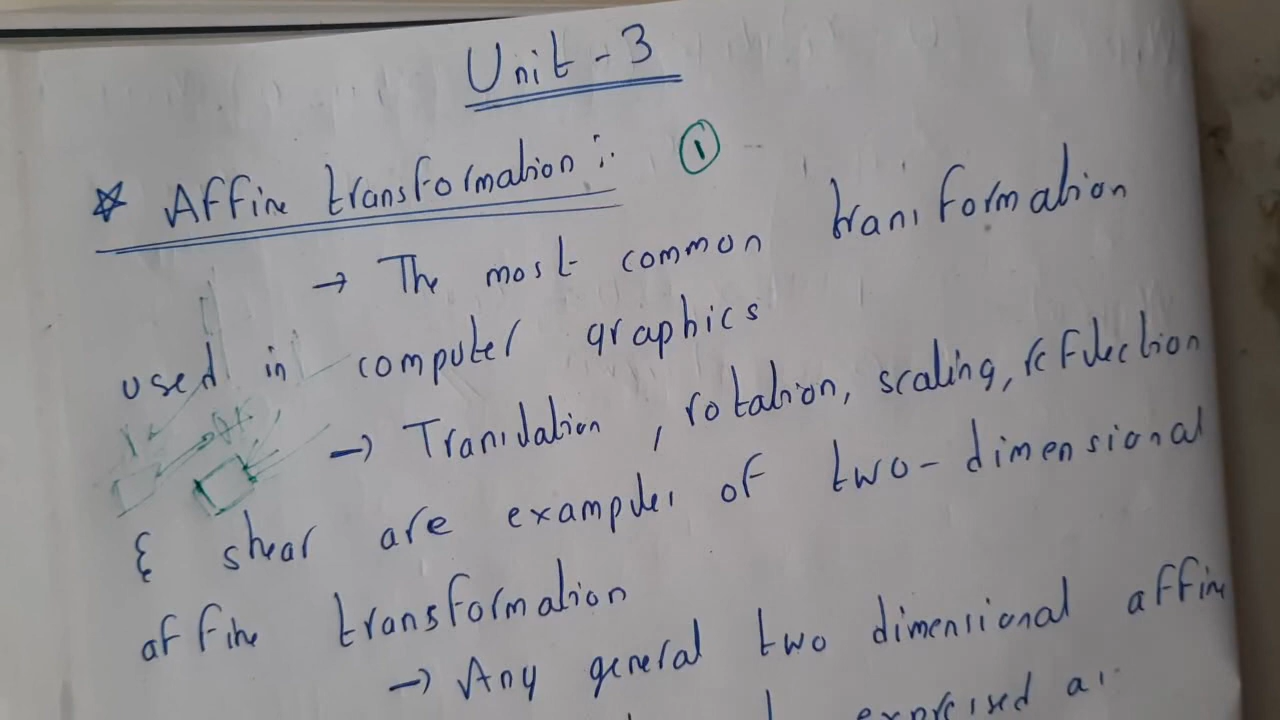 Unit - 3
☆ Affine transformation :. ①
→ The most common transformation
used in computer graphics
→ Translation, rotation, scaling, reflection
& shear are examples of two-dimensional
affine transformation
→ Any general two dimensional affine